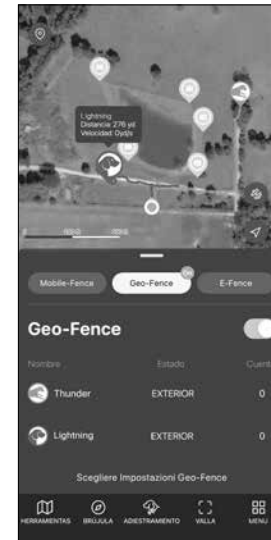 Lightning
Distancia: 276 yd
Velocidad: 0yd/s
Mobile-Fence Geo-Fence On E-Fence
Geo-Fence
Nombre Estado Cuent
Thunder EXTERIOR 0
Lightning EXTERIOR 0
Scegliere Impostazioni Geo-Fence
HERRAMIENTAS BRÚJULA ADIESTRAMIENTO VALLA MENÚ